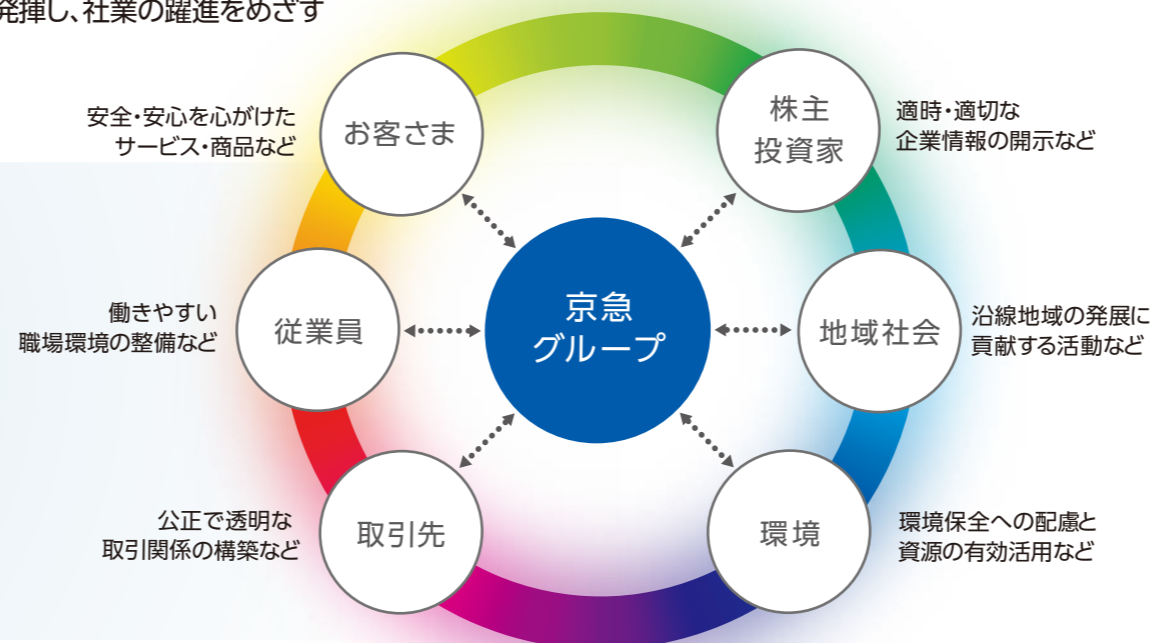 発揮し、社業の躍進をめざす
安全・安心を心がけた
サービス・商品など
お客さま
株主
投資家
適時・適切な
企業情報の開示など
働きやすい
職場環境の整備など
従業員
京急
グループ
地域社会
沿線地域の発展に
貢献する活動など
公正で透明な
取引関係の構築など
取引先
環境
環境保全への配慮と
資源の有効活用など